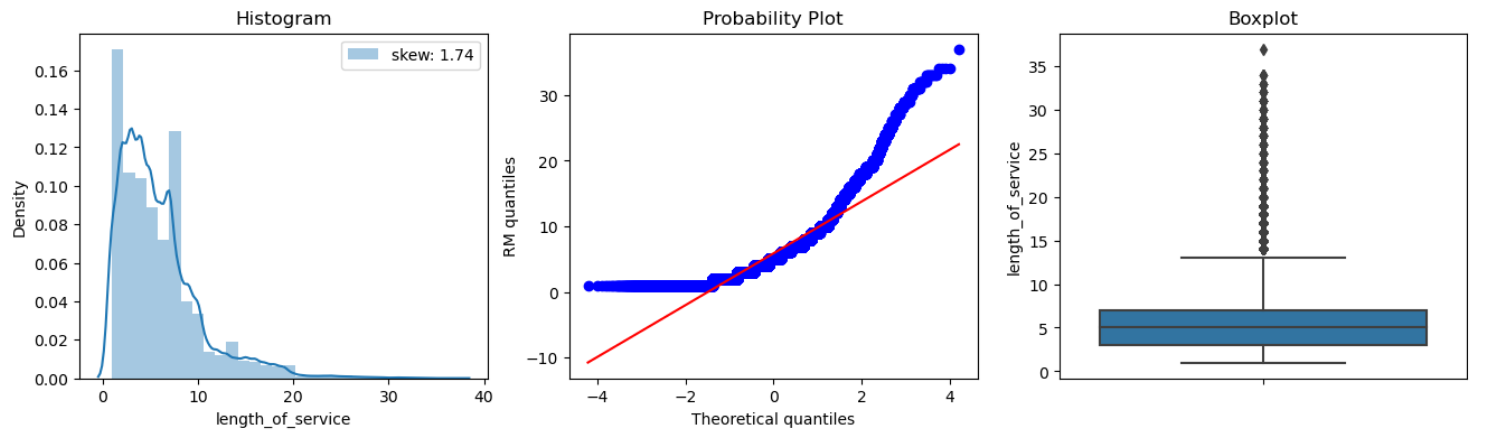 Histogram
skew: 1.74
Density
0.16
0.14
0.12
0.10
0.08
0.06
0.04
0.02
0.00
0 10 20 30 40
length_of_service
Probability Plot
RM quantiles
30
20
10
0
−10
−4 −2 0 2 4
Theoretical quantiles
Boxplot
length_of_service
35
30
25
20
15
10
5
0